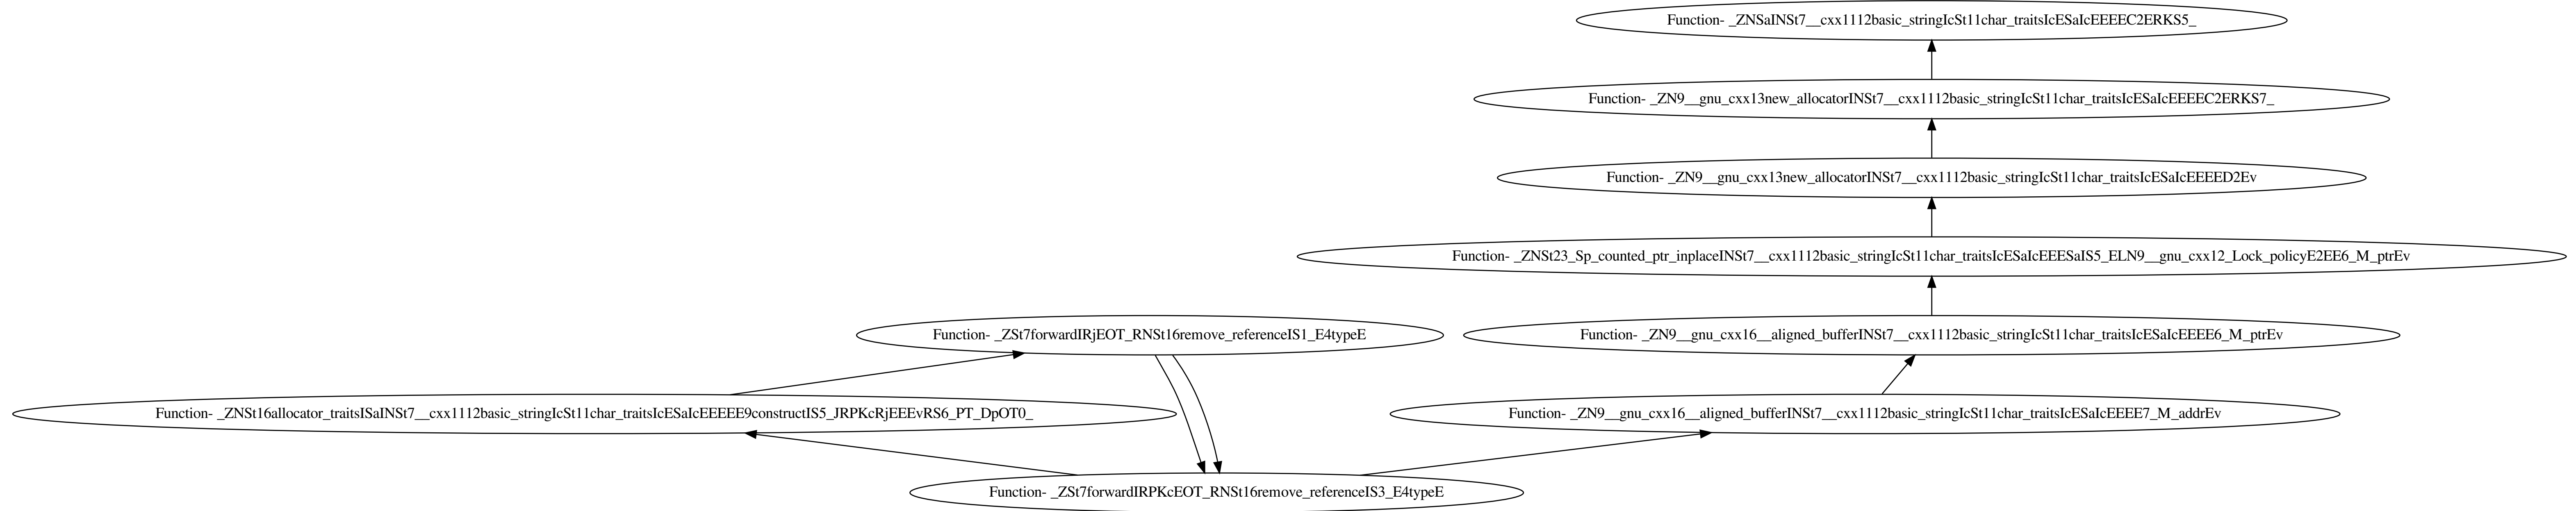 Function- _ZNSaINSt7__cxx1112basic_stringIcSt11char_traitsIcESaIcEEEEC2ERKS5_
Function- _ZN9__gnu_cxx13new_allocatorINSt7__cxx1112basic_stringIcSt11char_traitsIcESaIcEEEEC2ERKS7_
Function- _ZN9__gnu_cxx13new_allocatorINSt7__cxx1112basic_stringIcSt11char_traitsIcESaIcEEEED2Ev
Function- _ZNSt23_Sp_counted_ptr_inplaceINSt7__cxx1112basic_stringIcSt11char_traitsIcESaIcEEESaIS5_ELN9__gnu_cxx12_Lock_policyE2EE6_M_ptrEv
Function- _ZSt7forwardIRjEOT_RNSt16remove_referenceIS1_E4typeE
Function- _ZN9__gnu_cxx16__aligned_bufferINSt7__cxx1112basic_stringIcSt11char_traitsIcESaIcEEEE6_M_ptrEv
Function- _ZNSt16allocator_traitsISaINSt7__cxx1112basic_stringIcSt11char_traitsIcESaIcEEEEE9constructIS5_JRPKcRjEEEvRS6_PT_DpOT0_
Function- _ZN9__gnu_cxx16__aligned_bufferINSt7__cxx1112basic_stringIcSt11char_traitsIcESaIcEEEE7_M_addrEv
Function- _ZSt7forwardIRPKcEOT_RNSt16remove_referenceIS3_E4typeE